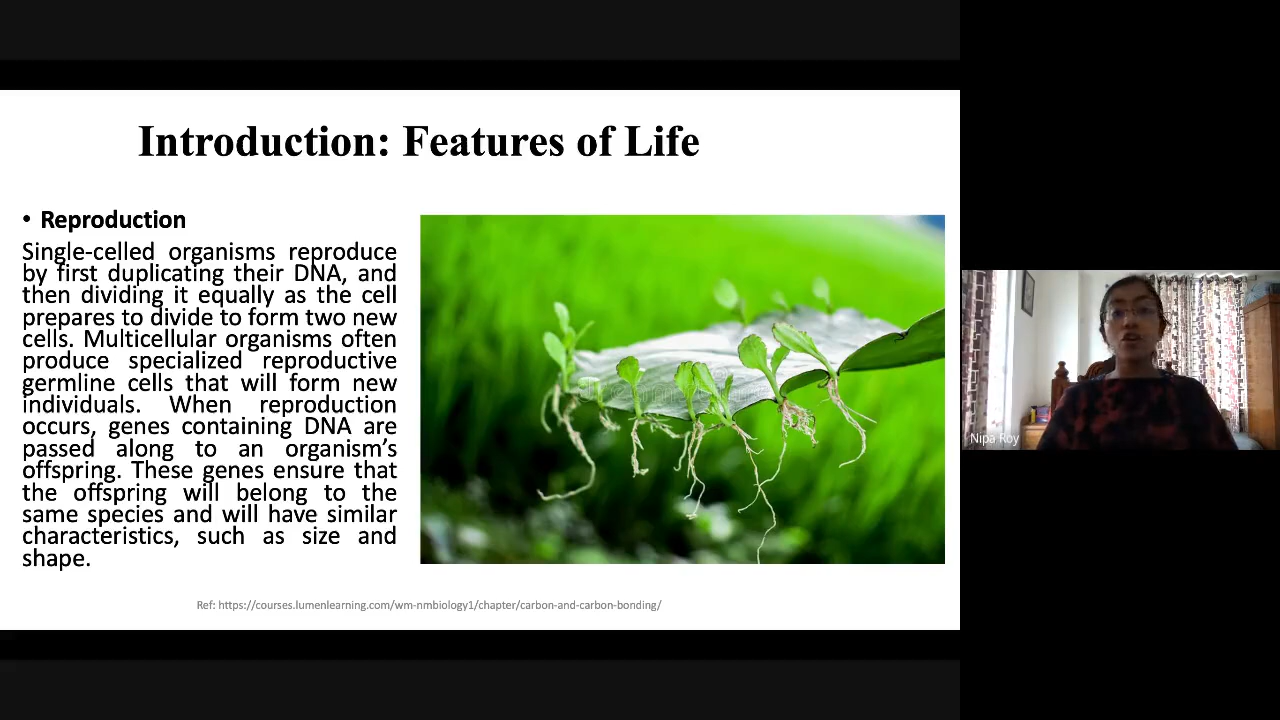 Introduction: Features of Life
• Reproduction
Single-celled organisms reproduce
by first duplicating their DNA, and
then dividing it equally as the cell
prepares to divide to form two new
cells. Multicellular organisms often
produce specialized reproductive
germline cells that will form new
individuals. When reproduction
occurs, genes containing DNA are
passed along to an organism's
offspring. These genes ensure that
the offspring will belong to the
same species and will have similar
characteristics, such as size and
shape.
Ref: https://courses.lumenlearning.com/wm-nmbiology1/chapter/carbon-and-carbon-bonding/
Nipa Roy